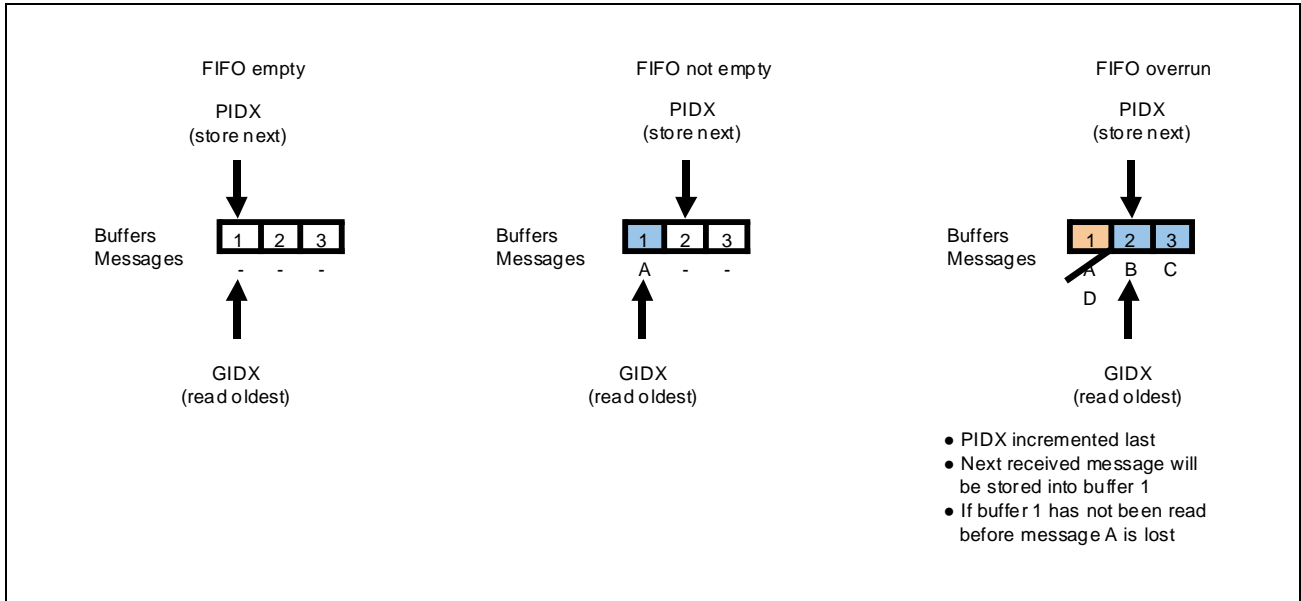 FIFO empty
PIDX
(store next)
Buffers 1 2 3
Messages - - -
GIDX
(read oldest)
FIFO not empty
PIDX
(store next)
Buffers 1 2 3
Messages A - -
GIDX
(read oldest)
FIFO overrun
PIDX
(store next)
Buffers 1 2 3
Messages A B C
D
GIDX
(read oldest)
● PIDX incremented last
● Next received message will
be stored into buffer 1
● If buffer 1 has not been read
before message A is lost